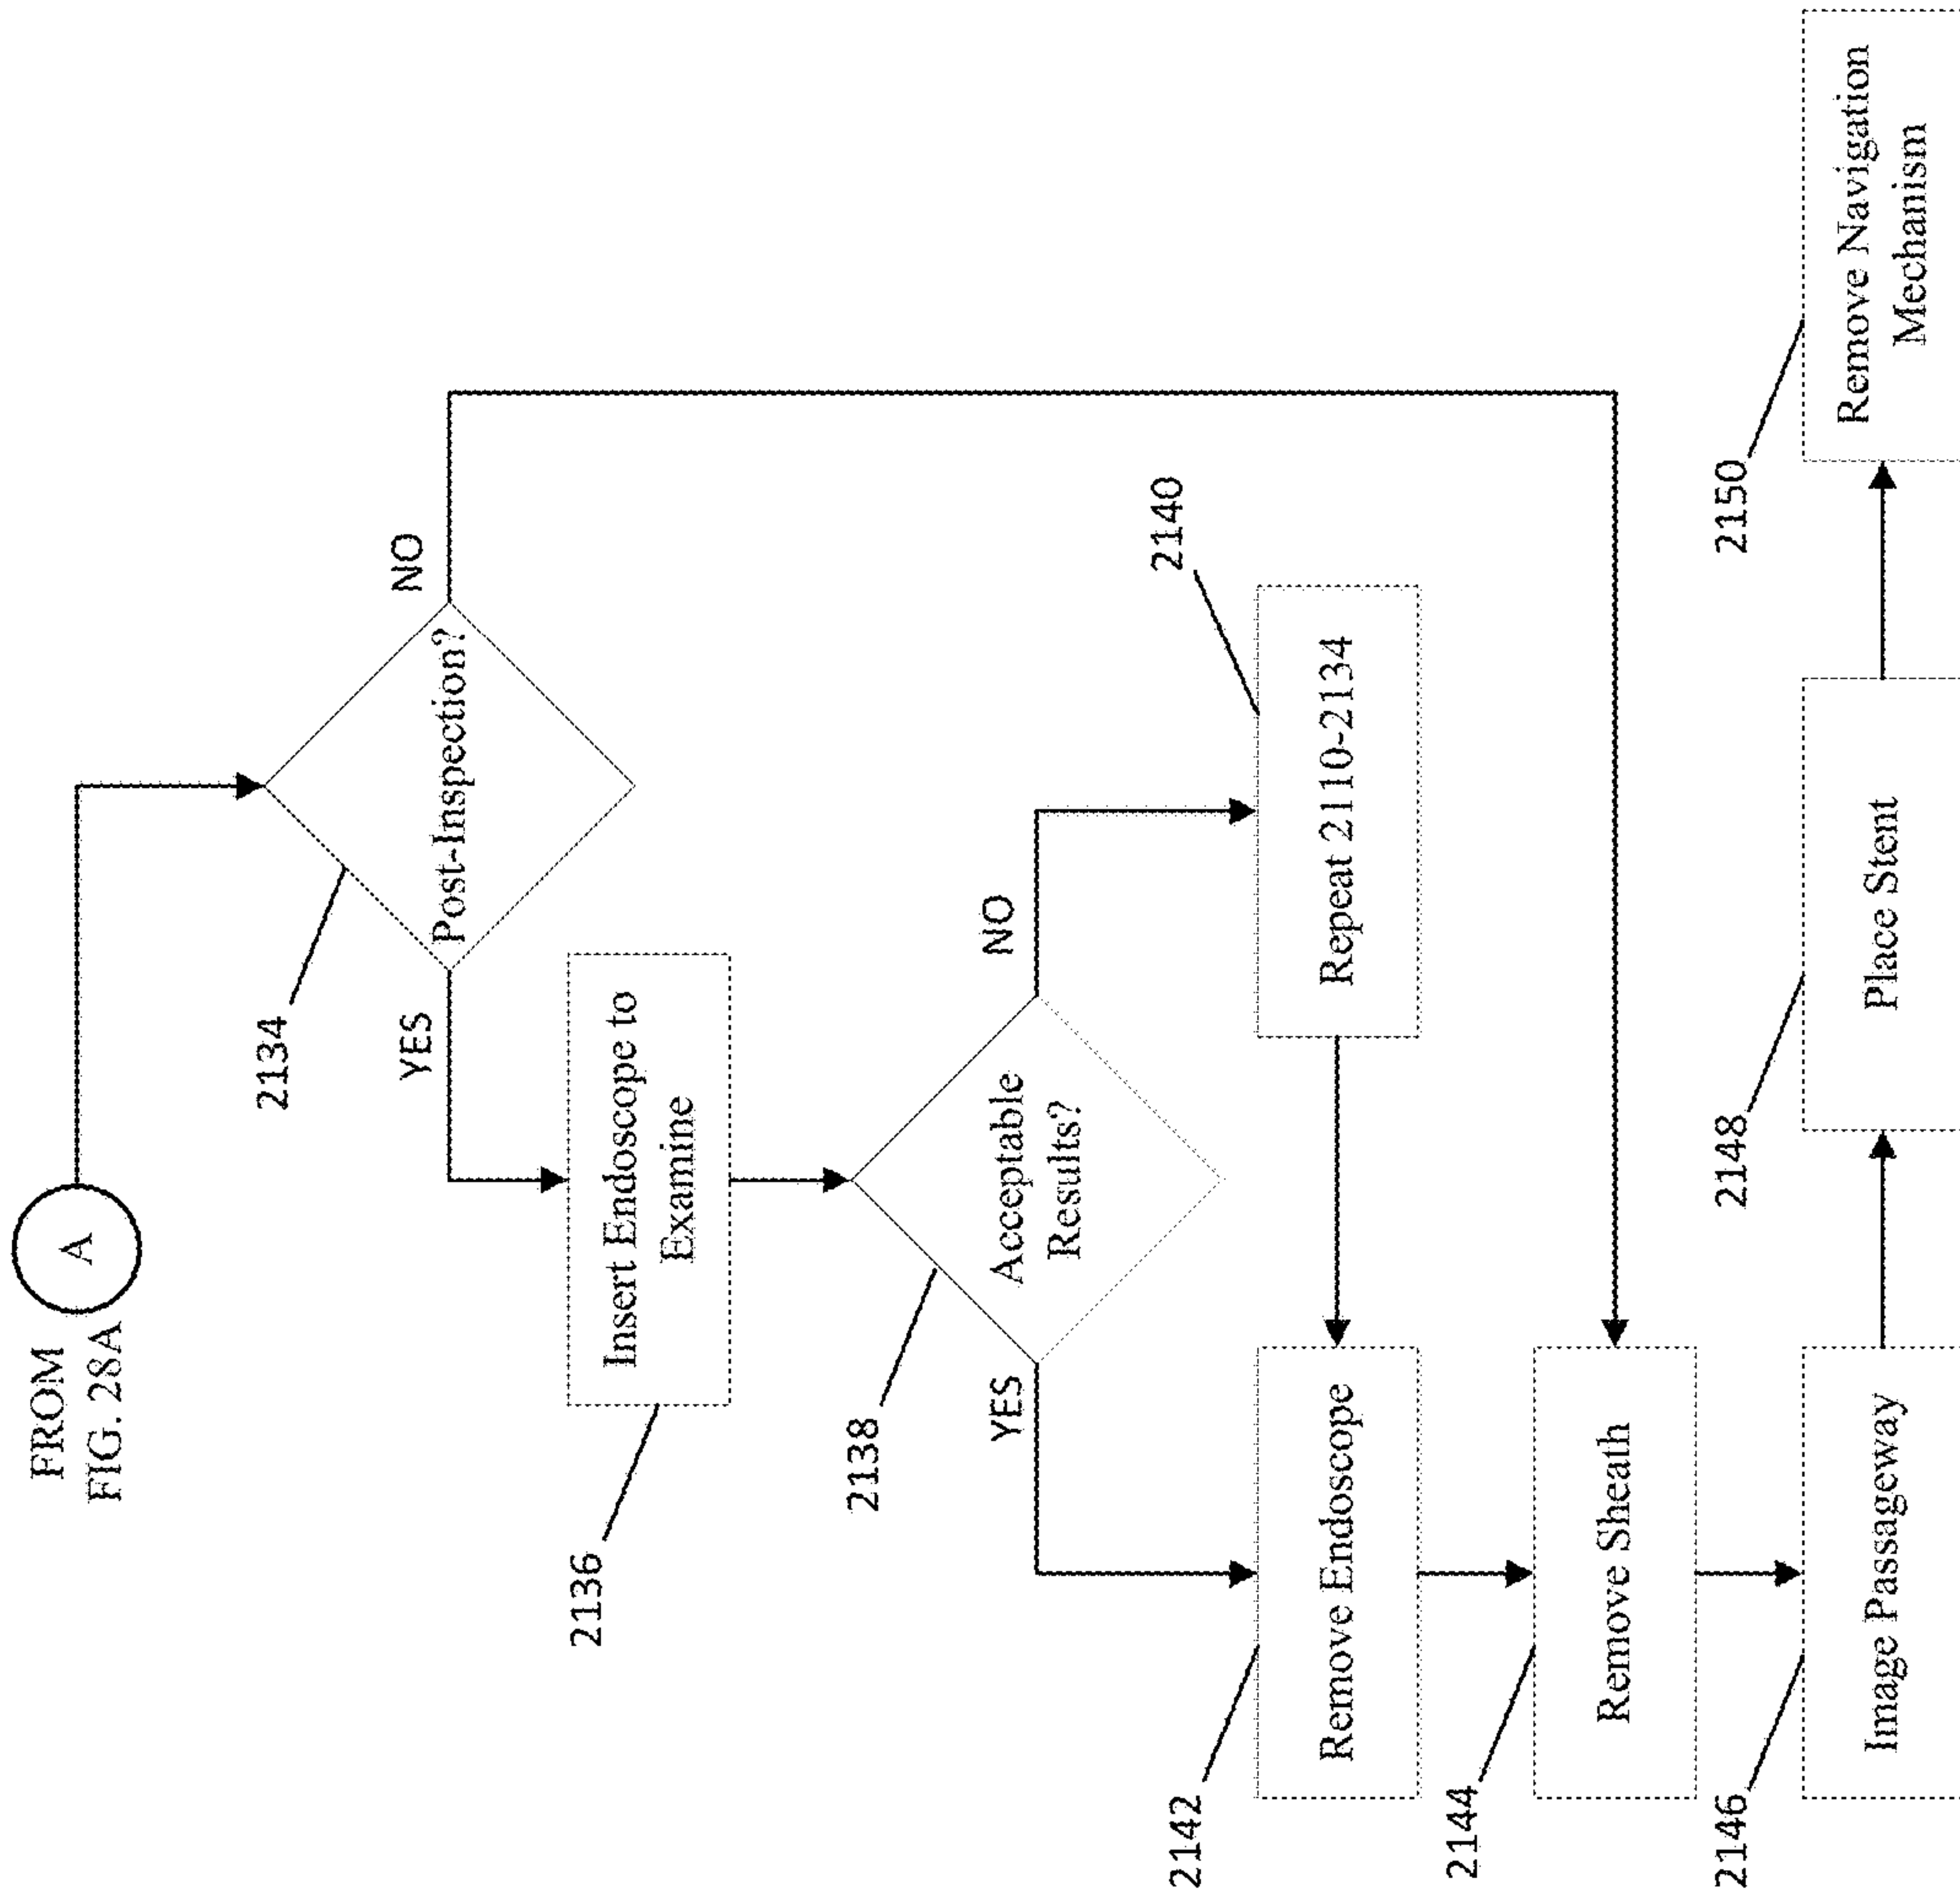 FROM
FIG. 28A
A
2134
Post-Inspection?
YES
NO
2136
Insert Endoscope to
Examine
2138
Acceptable
Results?
YES
NO
2140
Repeat 2110-2134
2142
Remove Endoscope
2144
Remove Sheath
2146
Image Passageway
2148
Place Stent
2150
Remove Navigation
Mechanism